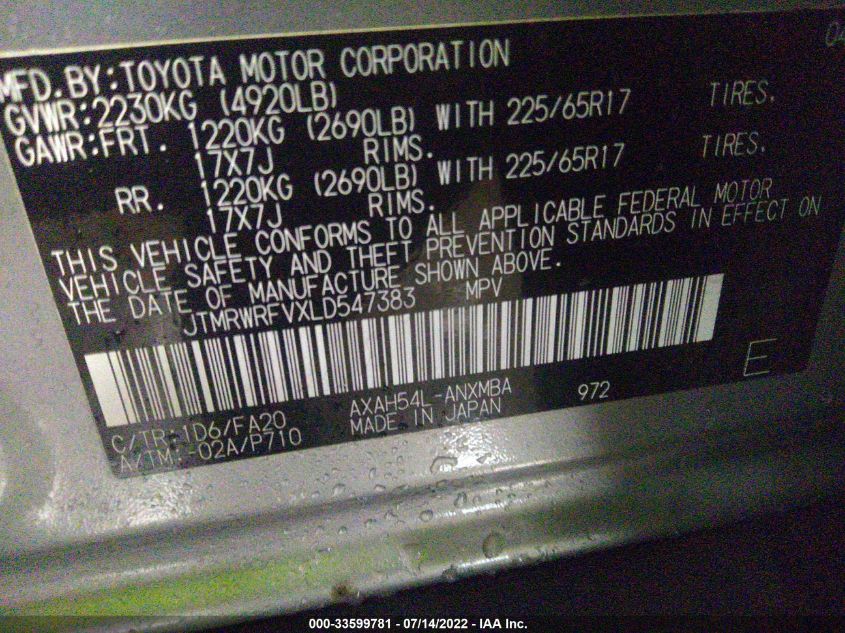 04
MFD.BY:TOYOTA MOTOR CORPORATION
GVWR:2230KG (4920LB)
GAWR:FRT. 1220KG (2690LB) WITH 225/65R17 TIRES.
17X7J RIMS.
RR. 1220KG (2690LB) WITH 225/65R17 TIRES.
17X7J RIMS.
THIS VEHICLE CONFORMS TO ALL APPLICABLE FEDERAL MOTOR
VEHICLE SAFETY AND THEFT PREVENTION STANDARDS IN EFFECT ON
THE DATE OF MANUFACTURE SHOWN ABOVE.
JTMRWRFVXLD547383 MPV
E
C/TR:1D6/FA20 AXAH54L-ANXMBA 972
A/TM:-02A/P710 MADE IN JAPAN
000-33599781 - 07/14/2022 - IAA Inc.